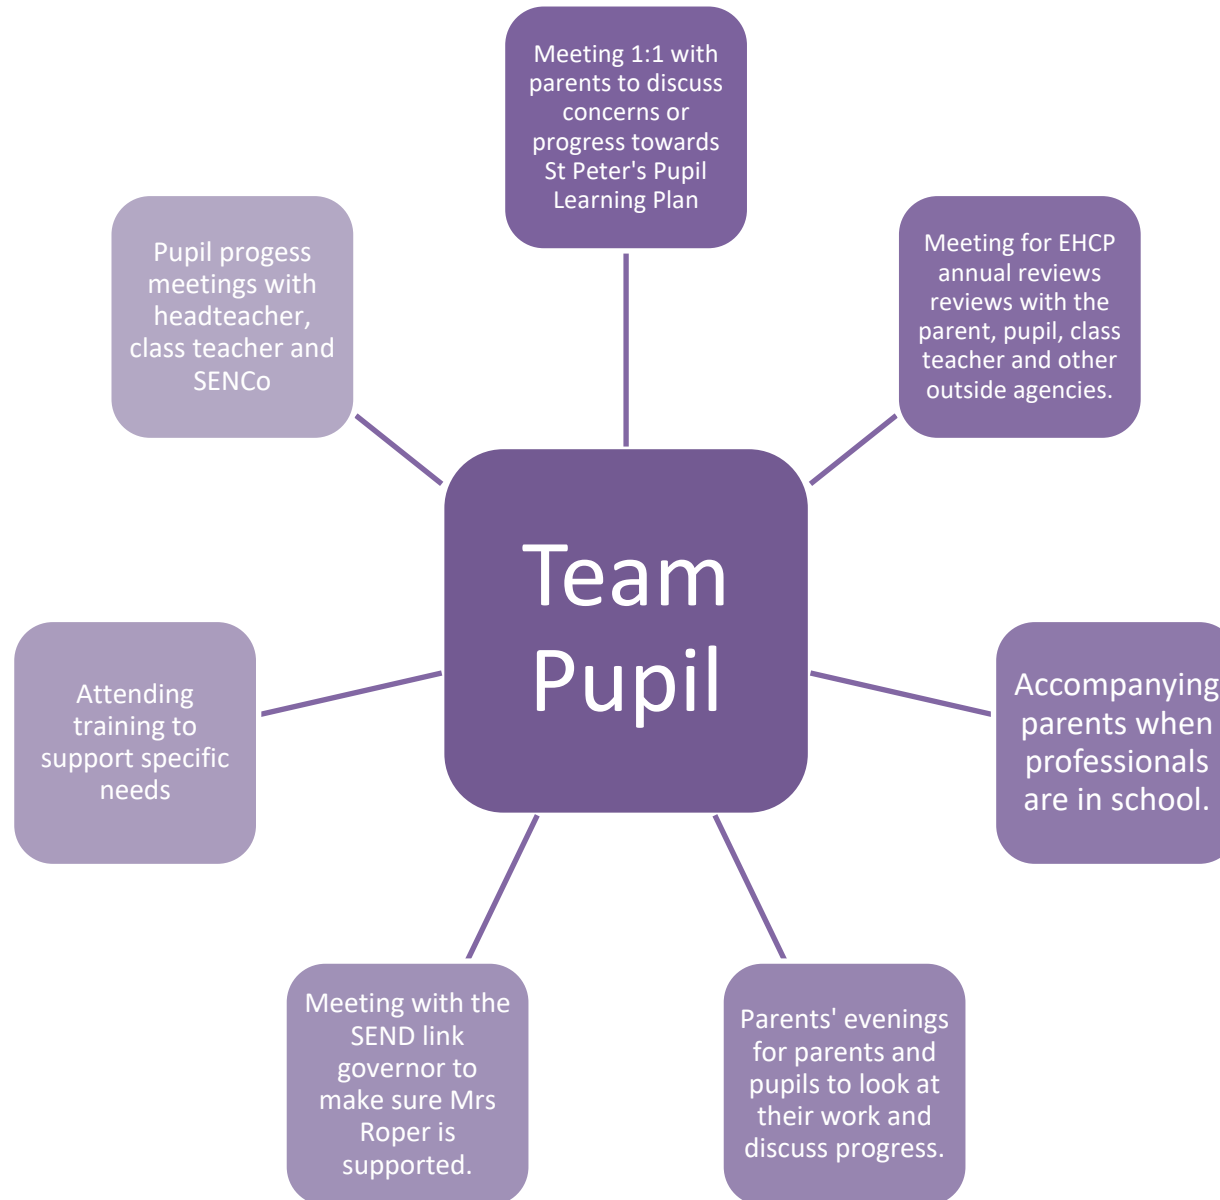 Meeting 1:1 with
parents to discuss
concerns or
progress towards
St Peter's Pupil
Learning Plan
Meeting for EHCP
annual reviews
reviews with the
parent, pupil, class
teacher and other
outside agencies.
Accompanying
parents when
professionals
are in school.
Parents' evenings
for parents and
pupils to look at
their work and
discuss progress.
Meeting with the
SEND link
governor to
make sure Mrs
Roper is
supported.
Attending
training to
support specific
needs
Pupil progess
meetings with
headteacher,
class teacher and
SENCo
Team
Pupil